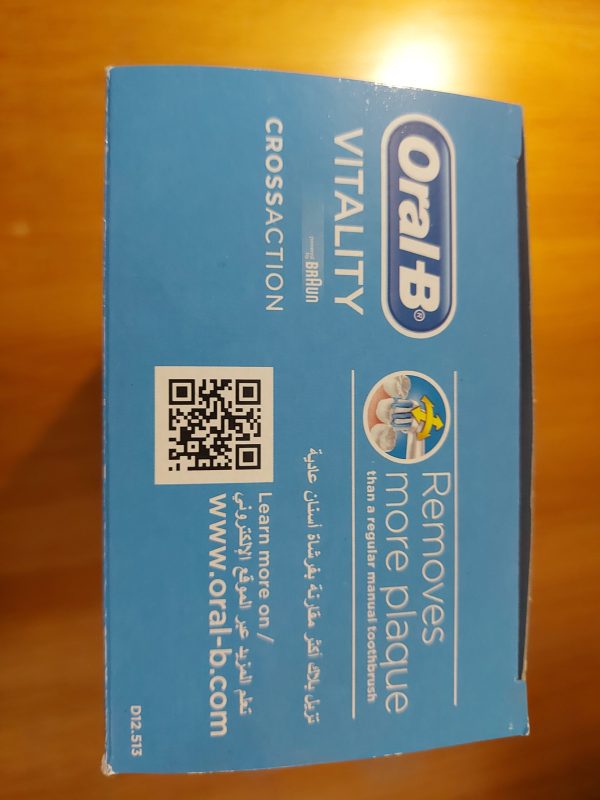 Oral-B®
VITALITY
powered by BRAUN
CROSSACTION
Removes
more plaque
than a regular manual toothbrush
تزيل بلاك أكثر مقارنة بفرشاة أسنان عادية
Learn more on /
تعلم المزيد عبر الموقع الإلكتروني
www.oral-b.com
D12.513